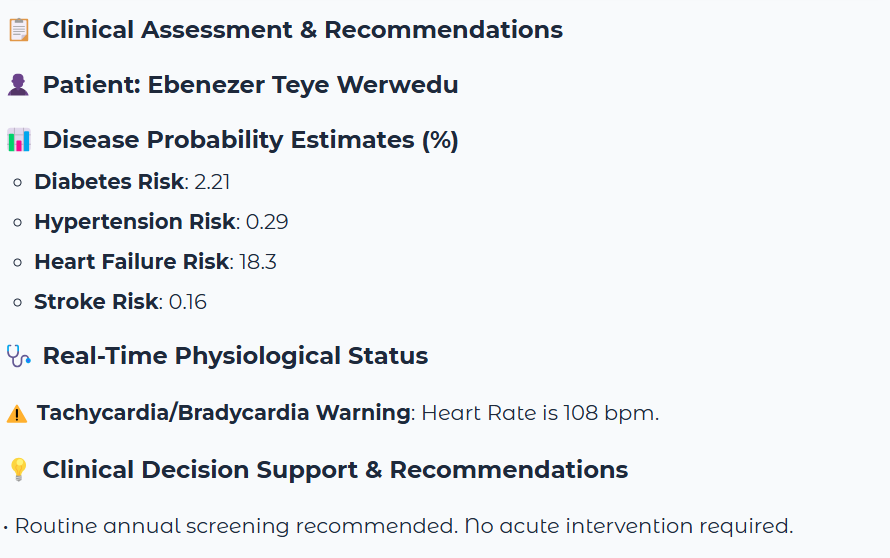 Clinical Assessment & Recommendations
Patient: Ebenezer Teye Werwedu
Disease Probability Estimates (%)
Diabetes Risk: 2.21
Hypertension Risk: 0.29
Heart Failure Risk: 18.3
Stroke Risk: 0.16
Real-Time Physiological Status
Tachycardia/Bradycardia Warning: Heart Rate is 108 bpm.
Clinical Decision Support & Recommendations
• Routine annual screening recommended. No acute intervention required.